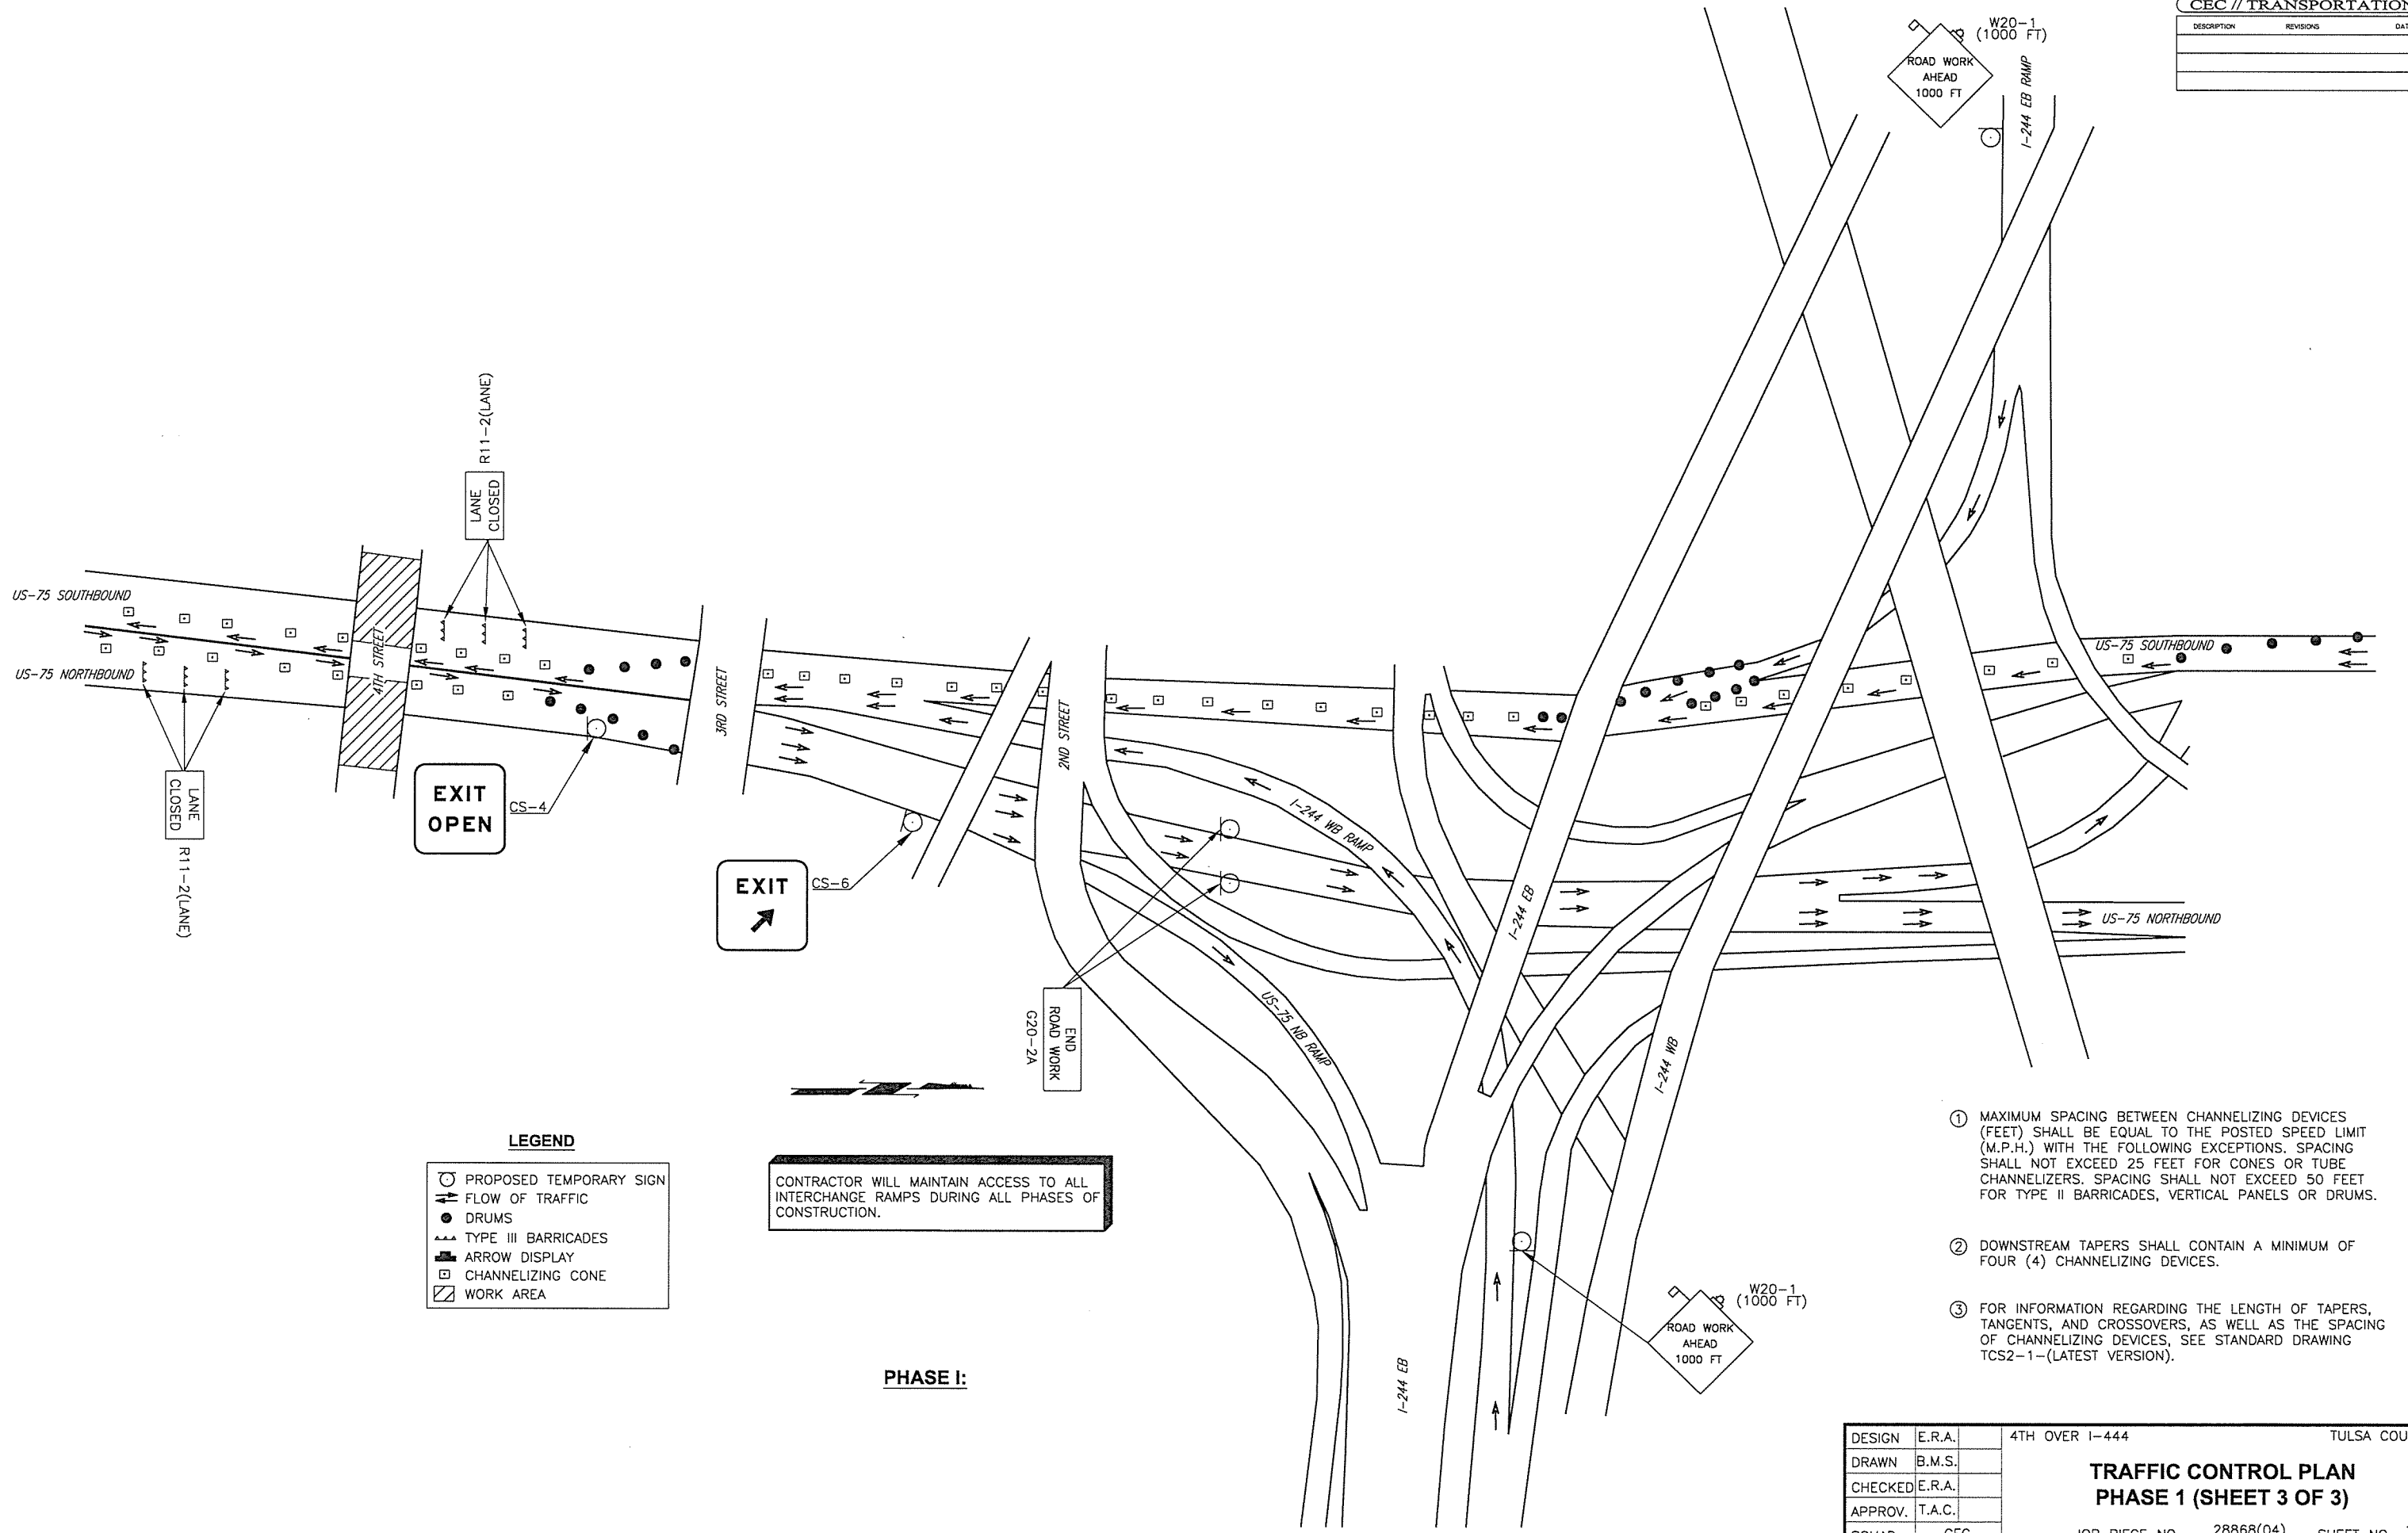 CEC // TRANSPORTATION
DESCRIPTION REVISIONS
W20-1
(1000 FT)
ROAD WORK
AHEAD
1000 FT
I-244 EB RAMP
R11-2(LANE)
LANE
CLOSED
US-75 SOUTHBOUND
US-75 NORTHBOUND
4TH STREET
3RD STREET
2ND STREET
US-75 SOUTHBOUND
LANE
CLOSED
R11-2(LANE)
EXIT
OPEN
CS-4
EXIT
CS-6
I-244 WB RAMP
I-244 EB
US-75 NORTHBOUND
END
ROAD WORK
G20-2A
US-75 NB RAMP
I-244 WB
LEGEND
PROPOSED TEMPORARY SIGN
FLOW OF TRAFFIC
DRUMS
TYPE III BARRICADES
ARROW DISPLAY
CHANNELIZING CONE
WORK AREA
CONTRACTOR WILL MAINTAIN ACCESS TO ALL
INTERCHANGE RAMPS DURING ALL PHASES OF
CONSTRUCTION.
PHASE I:
I-244 EB
W20-1
(1000 FT)
ROAD WORK
AHEAD
1000 FT
1 MAXIMUM SPACING BETWEEN CHANNELIZING DEVICES
(FEET) SHALL BE EQUAL TO THE POSTED SPEED LIMIT
(M.P.H.) WITH THE FOLLOWING EXCEPTIONS. SPACING
SHALL NOT EXCEED 25 FEET FOR CONES OR TUBE
CHANNELIZERS. SPACING SHALL NOT EXCEED 50 FEET
FOR TYPE II BARRICADES, VERTICAL PANELS OR DRUMS.
2 DOWNSTREAM TAPERS SHALL CONTAIN A MINIMUM OF
FOUR (4) CHANNELIZING DEVICES.
3 FOR INFORMATION REGARDING THE LENGTH OF TAPERS,
TANGENTS, AND CROSSOVERS, AS WELL AS THE SPACING
OF CHANNELIZING DEVICES, SEE STANDARD DRAWING
TCS2-1-(LATEST VERSION).
DESIGN E.R.A.
DRAWN B.M.S.
CHECKED E.R.A.
APPROV. T.A.C.
4TH OVER I-444 TULSA COU
TRAFFIC CONTROL PLAN
PHASE 1 (SHEET 3 OF 3)
28868(04)